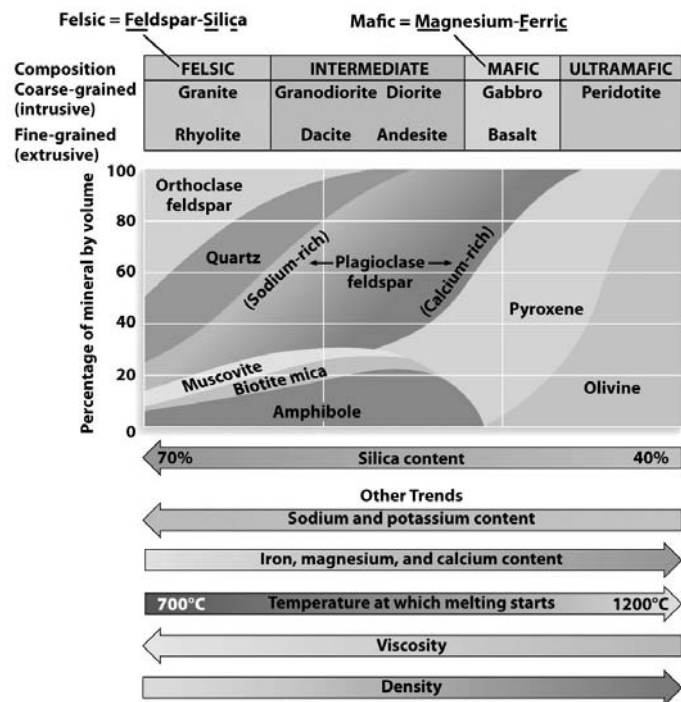 Felsic = Feldspar-Silica
Mafic = Magnesium-Ferric
Composition FELSIC INTERMEDIATE MAFIC ULTRAMAFIC
Coarse-grained (intrusive) Granite Granodiorite Diorite Gabbro Peridotite
Fine-grained (extrusive) Rhyolite Dacite Andesite Basalt
Percentage of mineral by volume
100
80
60
40
20
0
Orthoclase
feldspar
Quartz
(Sodium-rich)
Plagioclase
feldspar
(Calcium-rich)
Pyroxene
Muscovite
Biotite mica
Amphibole
Olivine
70% Silica content 40%
Other Trends
Sodium and potassium content
Iron, magnesium, and calcium content
700°C Temperature at which melting starts 1200°C
Viscosity
Density